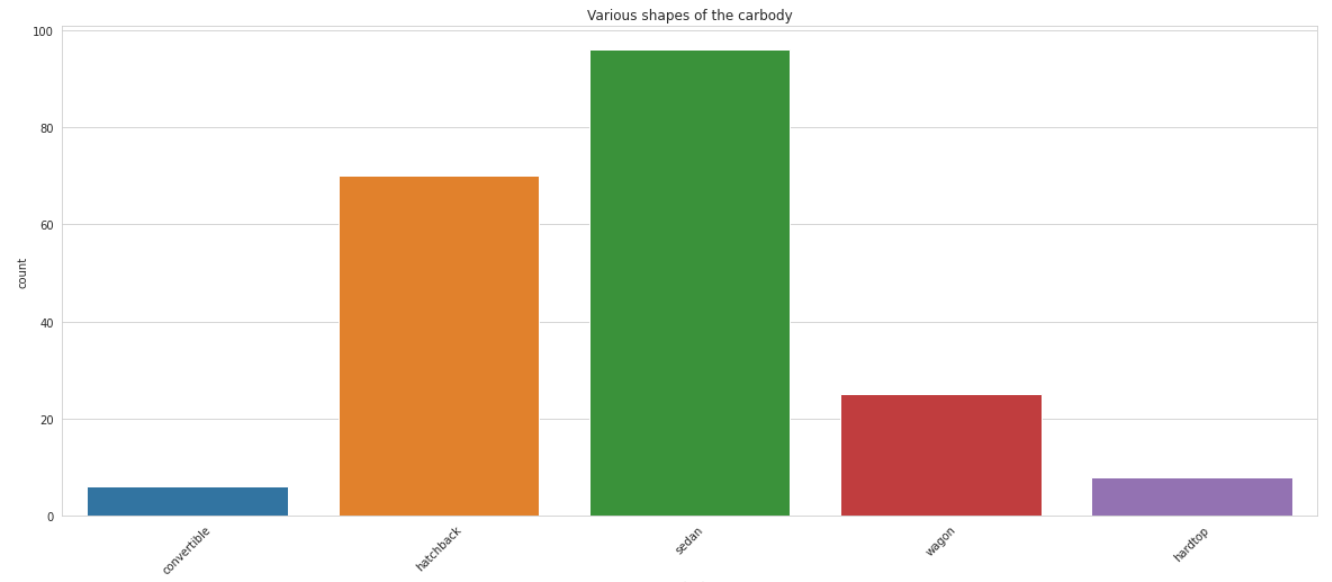 Various shapes of the carbody
100
80
60
40
20
0
count
convertible
hatchback
sedan
wagon
hardtop